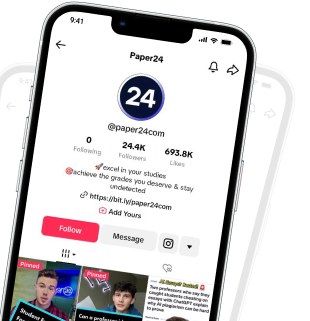 9:41
Paper24
24
@paper24com
0
Following
24.4K
Followers
693.8K
Likes
🚀excel in your studies
🎯achieve the grades you deserve & stay
undetected
https://bit.ly/paper24com
Add Yours
Follow
Message
Pinned
Pinned
Two professors who say they
caught students cheating on
essays with ChatGPT explain
why AI plagiarism can be hard
to prove
Can a profe